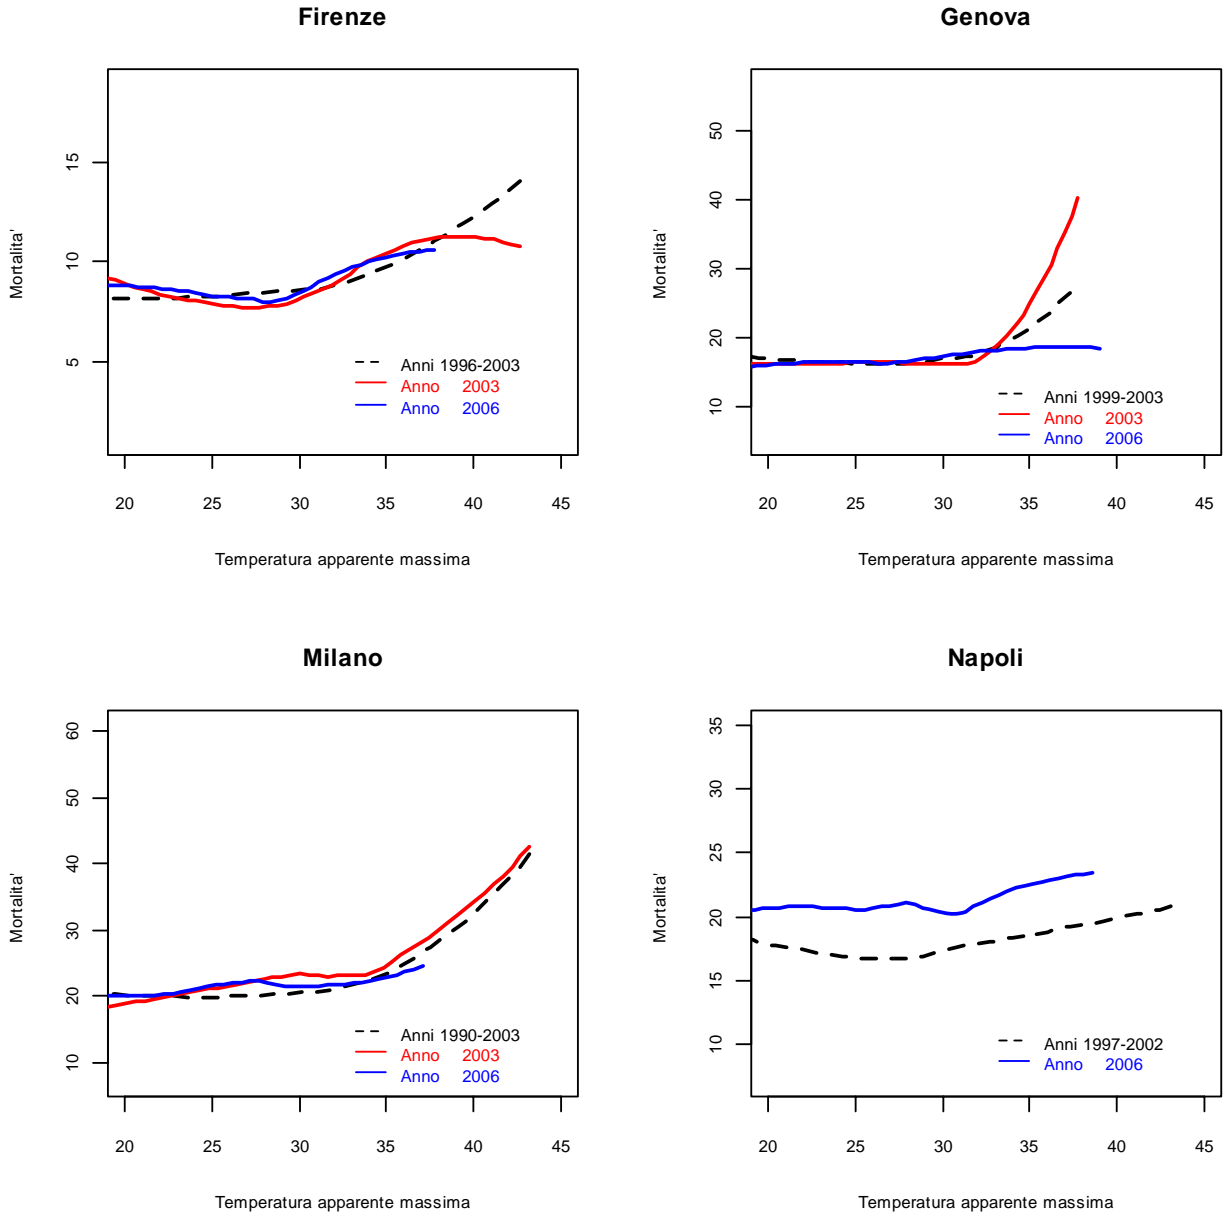 Firenze
Mortalita'
15
10
5
Anni 1996-2003
Anno 2003
Anno 2006
20 25 30 35 40 45
Temperatura apparente massima
Genova
Mortalita'
50
40
30
20
10
Anni 1999-2003
Anno 2003
Anno 2006
20 25 30 35 40 45
Temperatura apparente massima
Milano
Mortalita'
60
50
40
30
20
10
Anni 1990-2003
Anno 2003
Anno 2006
20 25 30 35 40 45
Temperatura apparente massima
Napoli
Mortalita'
35
30
25
20
15
10
Anni 1997-2002
Anno 2006
20 25 30 35 40 45
Temperatura apparente massima